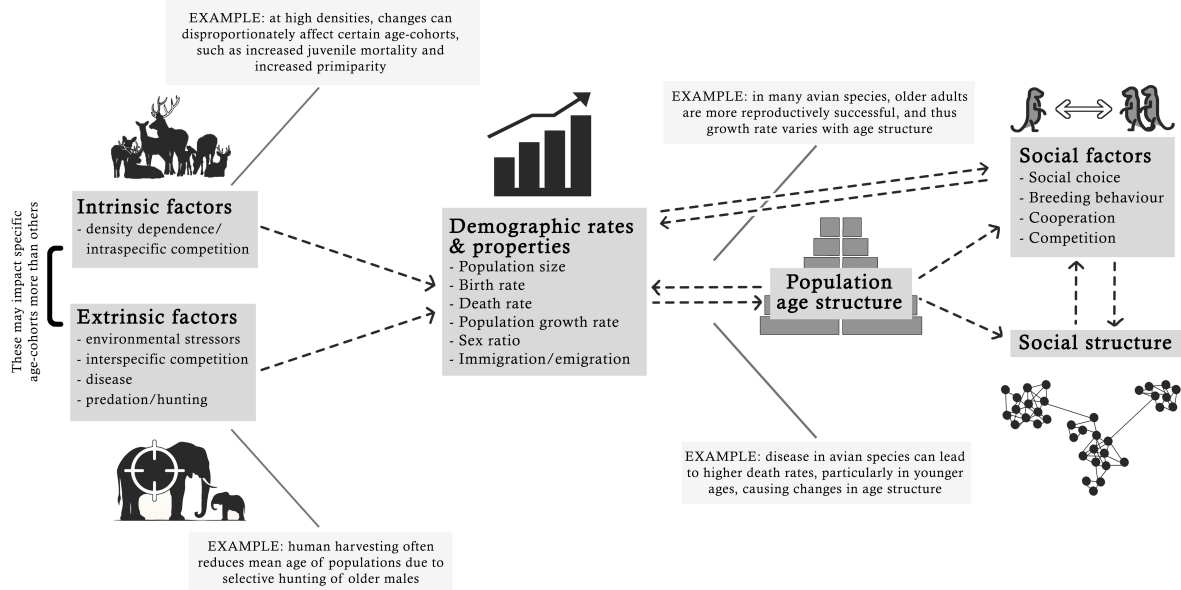 EXAMPLE: at high densities, changes can
disproportionately affect certain age-cohorts,
such as increased juvenile mortality and
increased primiparity
These may impact specific
age-cohorts more than others
Intrinsic factors
- density dependence/
intraspecific competition
Extrinsic factors
- environmental stressors
- interspecific competition
- disease
- predation/hunting
EXAMPLE: human harvesting often
reduces mean age of populations due to
selective hunting of older males
Demographic rates
& properties
- Population size
- Birth rate
- Death rate
- Population growth rate
- Sex ratio
- Immigration/emigration
EXAMPLE: in many avian species, older adults
are more reproductively successful, and thus
growth rate varies with age structure
Population
age structure
EXAMPLE: disease in avian species can lead
to higher death rates, particularly in younger
ages, causing changes in age structure
Social factors
- Social choice
- Breeding behaviour
- Cooperation
- Competition
Social structure